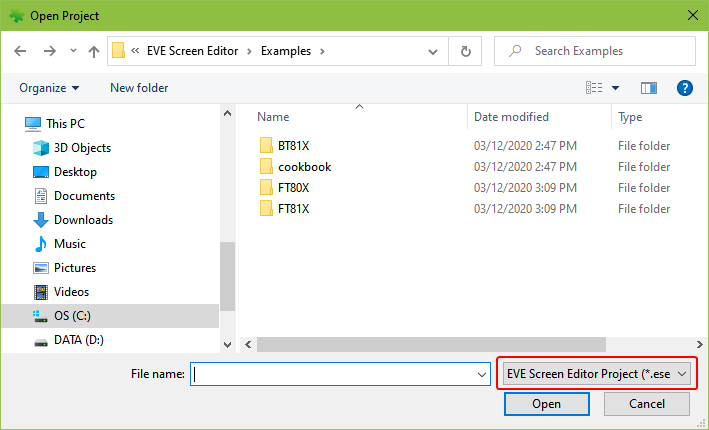 Open Project
« EVE Screen Editor > Examples >
Search Examples
Organize
New folder
Name
Date modified
Type
This PC
3D Objects
Desktop
Documents
Downloads
Music
Pictures
Videos
OS (C:)
DATA (D:)
BT81X 03/12/2020 2:47 PM File folder
cookbook 03/12/2020 2:47 PM File folder
FT80X 03/12/2020 3:09 PM File folder
FT81X 03/12/2020 3:09 PM File folder
File name:
EVE Screen Editor Project (*.ese
Open
Cancel